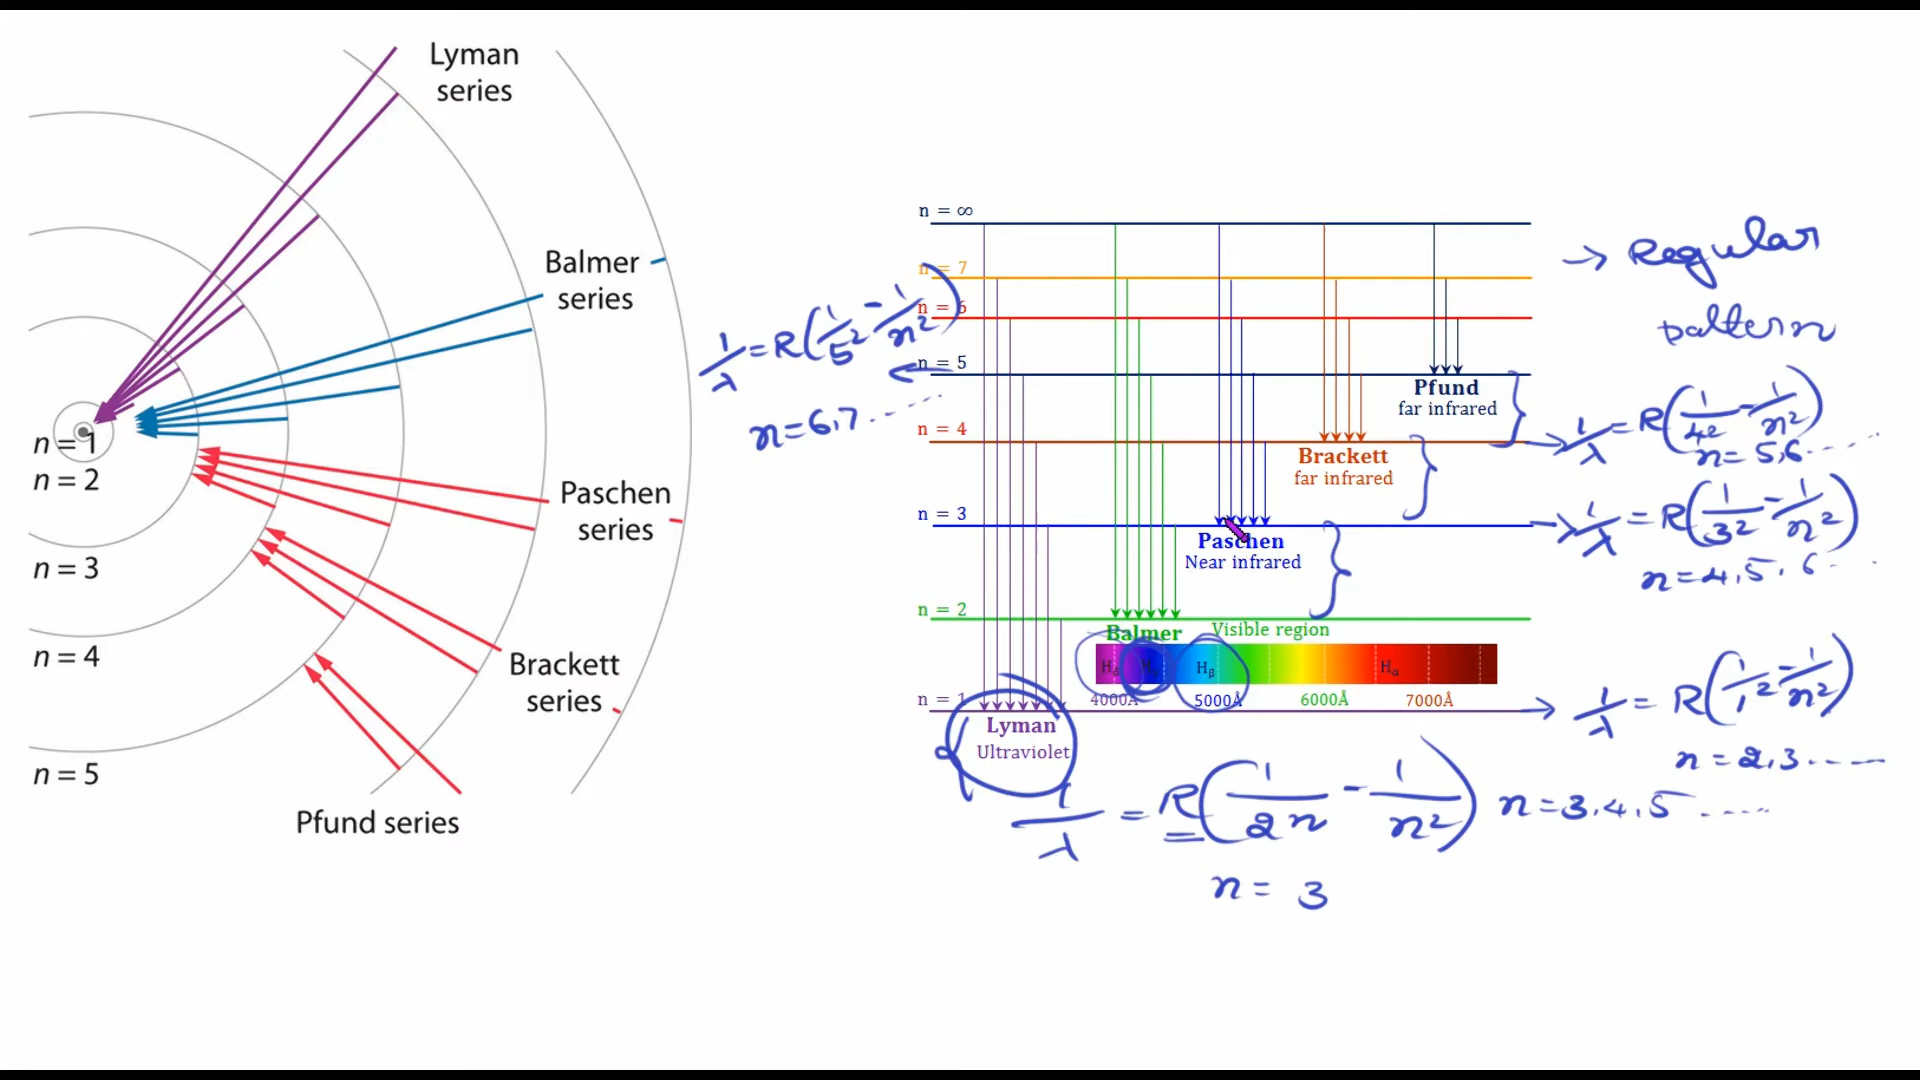 Lyman
series
Balmer
series
Paschen
series
Brackett
series
Pfund series
n = 1
n = 2
n = 3
n = 4
n = 5
n = ∞
n = 7
n = 6
n = 5
n = 4
n = 3
n = 2
n = 1
Pfund
far infrared
Brackett
far infrared
Paschen
Near infrared
Balmer
Visible region
Hδ Hβ Hα
4000Å 5000Å 6000Å 7000Å
Lyman
Ultraviolet
1/λ = R(1/5² - 1/n²)
n = 6,7 ......
→ Regular
pattern
→ 1/λ = R(1/4² - 1/n²)
n = 5,6 ......
→ 1/λ = R(1/3² - 1/n²)
n = 4,5,6 ....
→ 1/λ = R(1/1² - 1/n²)
n = 2,3 ......
1/λ = R(1/2n - 1/n²) n = 3,4,5 .....
n = 3